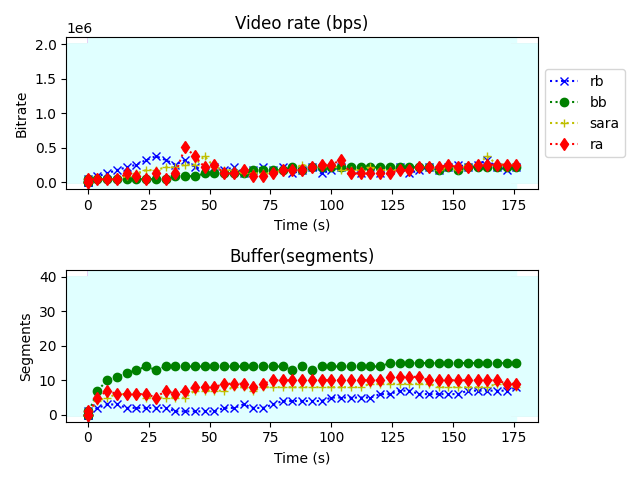 Video rate (bps)
1e6
2.0
1.5
1.0
0.5
0.0
Bitrate
0 25 50 75 100 125 150 175
Time (s)
rb
bb
sara
ra
Buffer(segments)
40
30
20
10
0
Segments
0 25 50 75 100 125 150 175
Time (s)